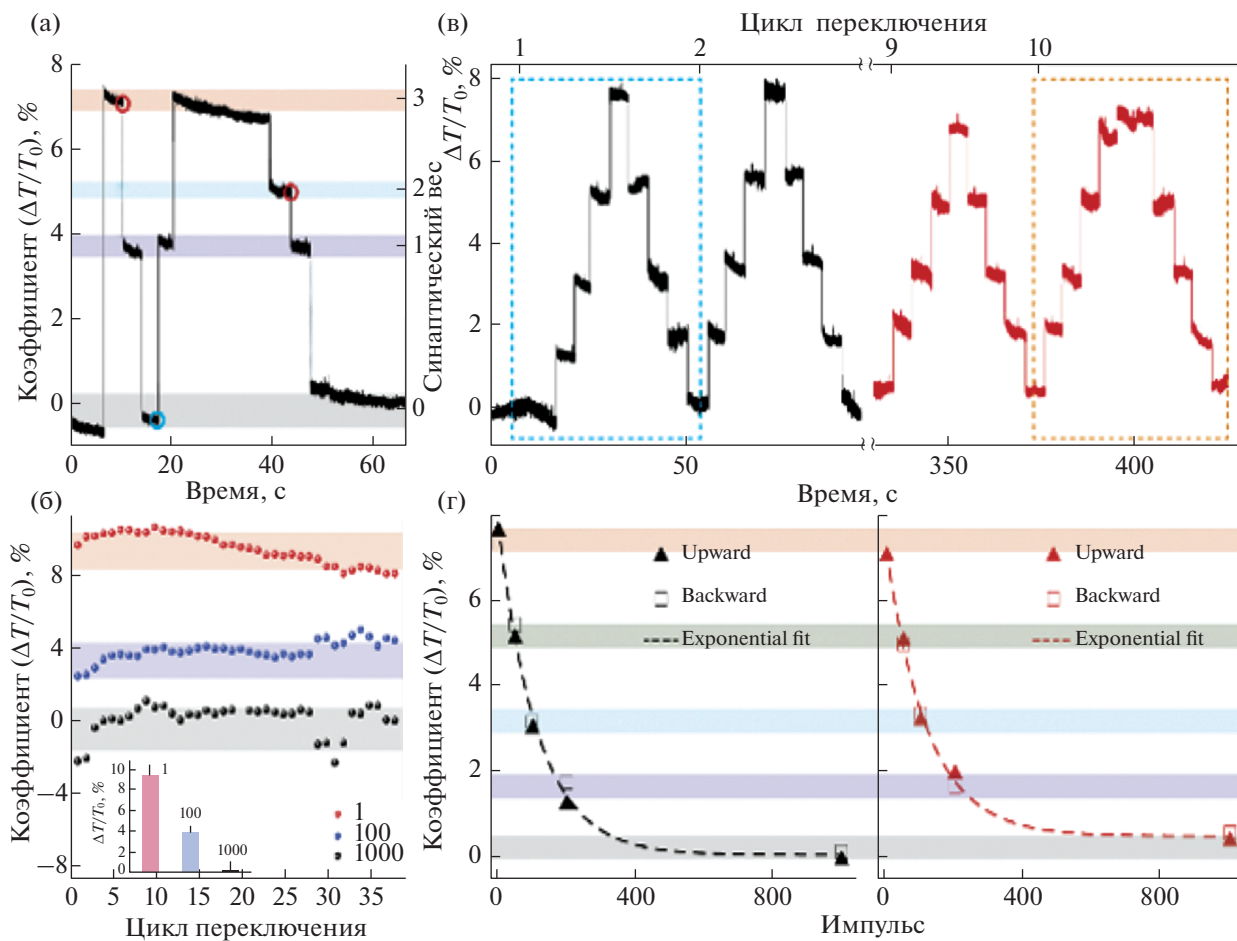 (а)
Коэффициент (ΔT/T0), %
8
6
4
2
0
0
20
40
60
Время, с
3
2
1
0
Синаптический вес
(в)
Цикл переключения
1
2
9
10
ΔT/T0, %
8
6
4
2
0
0
50
350
400
Время, с
(б)
Коэффициент (ΔT/T0), %
8
4
0
−4
−8
ΔT/T0, %
10
8
6
4
2
0
1
100
1000
1
100
1000
0
5
10
15
20
25
30
35
Цикл переключения
(г)
Коэффициент (ΔT/T0), %
6
4
2
0
Upward
Backward
Exponential fit
Upward
Backward
Exponential fit
0
400
800
0
400
800
Импульс